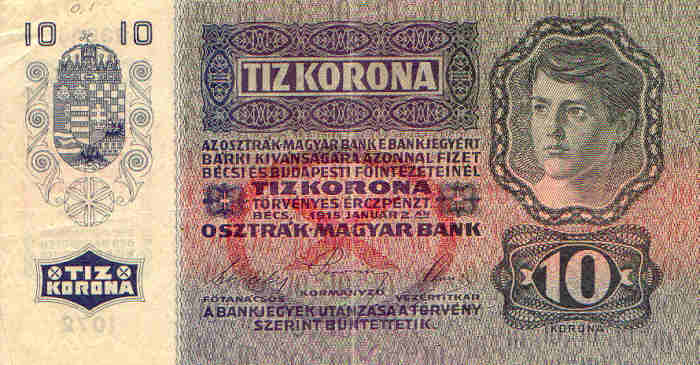 10 10
TIZ KORONA
AZ OSZTRÁK-MAGYAR BANK E BANKJEGYÉRT
BÁRKI KIVÁNSÁGÁRA AZONNAL FIZET
BÉCSI ÉS BUDAPESTI FŐINTÉZETEINÉL
TIZ KORONA
TÖRVÉNYES ÉRCZPÉNZT
BÉCS, 1915 JANUÁR 2.ÁN
OSZTRÁK-MAGYAR BANK
FŐTANÁCSOS KORMÁNYZÓ VEZÉRTITKÁR
A BANKJEGYEK UTÁNZÁSA A TÖRVÉNY
SZERINT BÜNTETTETIK.
TIZ
KORONA
10
KORONA